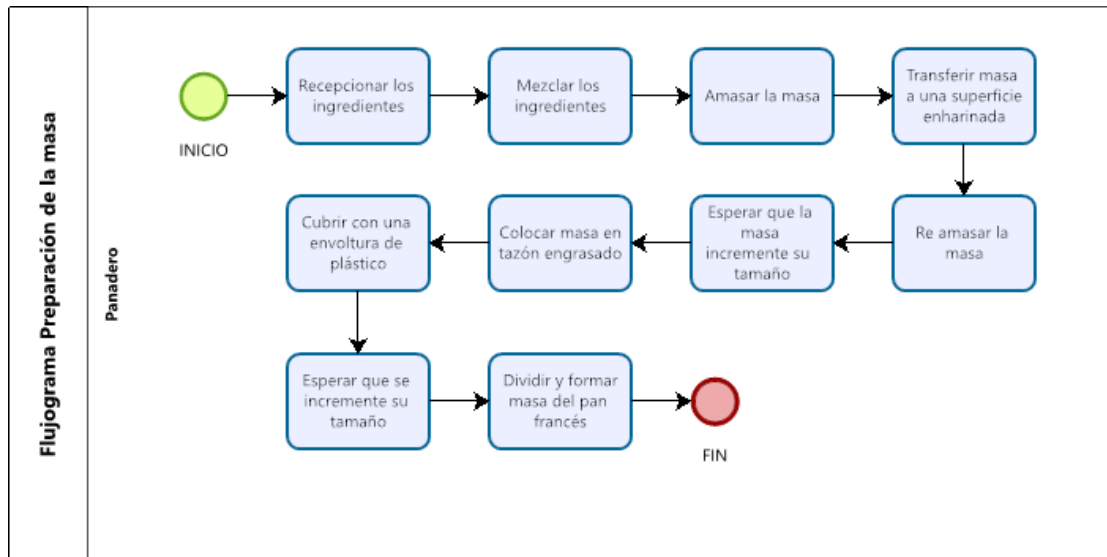 Flujograma Preparación de la masa
Panadero
INICIO
Recepcionar los
ingredientes
Mezclar los
ingredientes
Amasar la masa
Transferir masa
a una superficie
enharinada
Re amasar la
masa
Esperar que la
masa
incremente su
tamaño
Colocar masa en
tazón engrasado
Cubrir con una
envoltura de
plástico
Esperar que se
incremente su
tamaño
Dividir y formar
masa del pan
francés
FIN